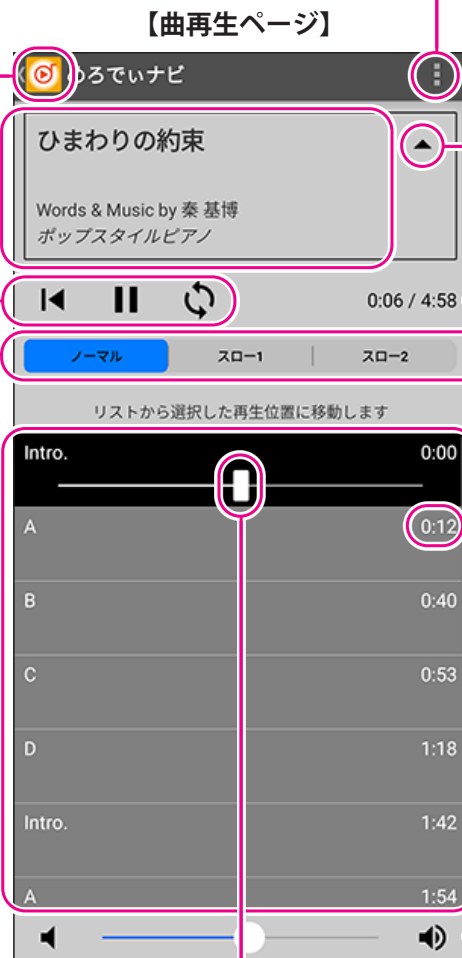 【曲再生ページ】
めろでぃナビ
ひまわりの約束
Words & Music by 秦 基博
ポップスタイルピアノ
0:06 / 4:58
ノーマル スロー1 スロー2
リストから選択した再生位置に移動します
Intro. 0:00
A 0:12
B 0:40
C 0:53
D 1:18
Intro. 1:42
A 1:54